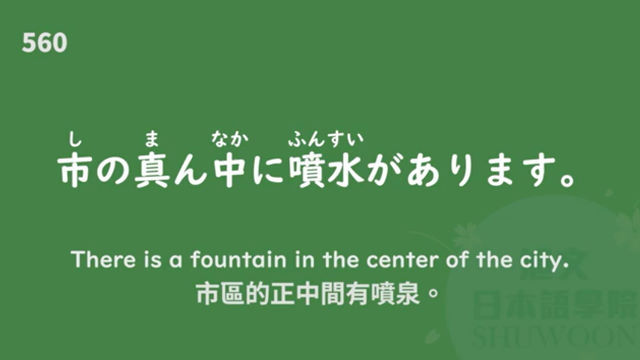 560
し ま なか ふんすい
市の真ん中に噴水があります。
There is a fountain in the center of the city.
市區的正中間有噴泉。
日本語學院
SHUWOON